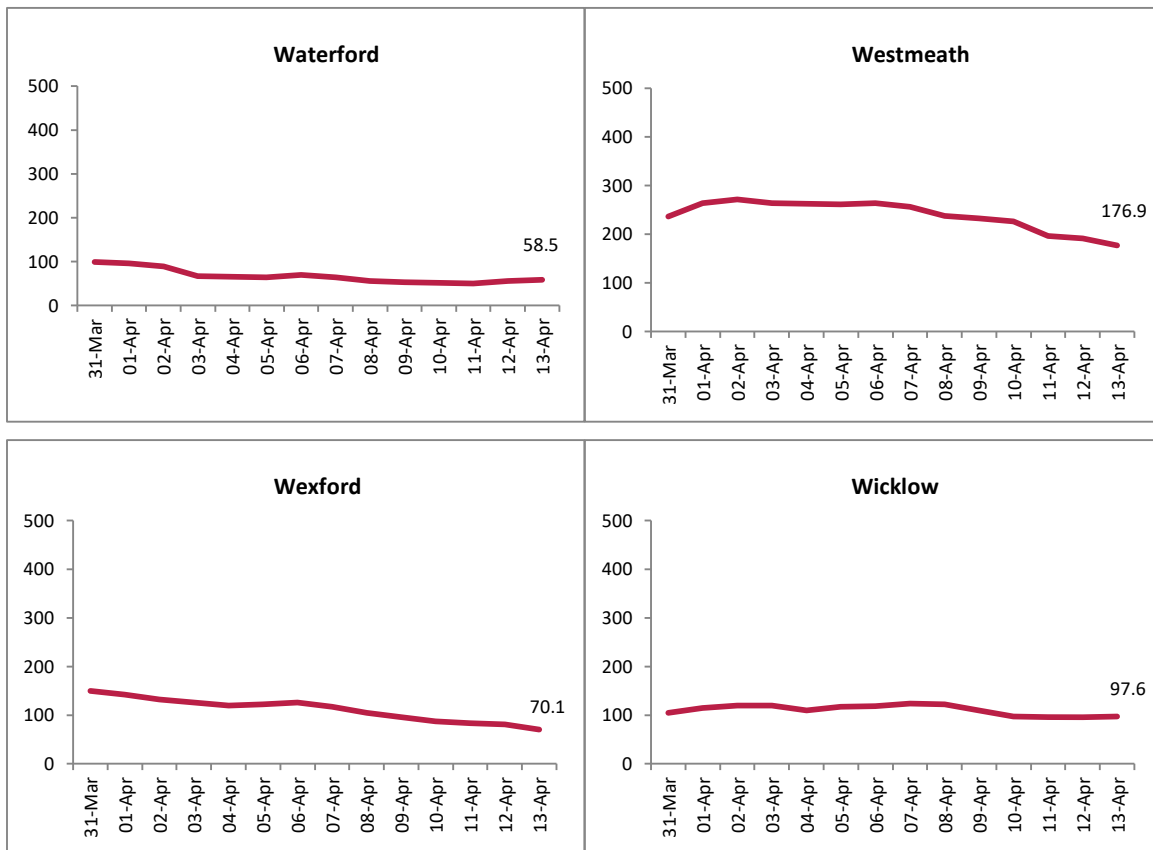 Waterford
500
400
300
200
100
0
58.5
31-Mar
01-Apr
02-Apr
03-Apr
04-Apr
05-Apr
06-Apr
07-Apr
08-Apr
09-Apr
10-Apr
11-Apr
12-Apr
13-Apr
Westmeath
500
400
300
200
100
0
176.9
31-Mar
01-Apr
02-Apr
03-Apr
04-Apr
05-Apr
06-Apr
07-Apr
08-Apr
09-Apr
10-Apr
11-Apr
12-Apr
13-Apr
Wexford
500
400
300
200
100
0
70.1
31-Mar
01-Apr
02-Apr
03-Apr
04-Apr
05-Apr
06-Apr
07-Apr
08-Apr
09-Apr
10-Apr
11-Apr
12-Apr
13-Apr
Wicklow
500
400
300
200
100
0
97.6
31-Mar
01-Apr
02-Apr
03-Apr
04-Apr
05-Apr
06-Apr
07-Apr
08-Apr
09-Apr
10-Apr
11-Apr
12-Apr
13-Apr